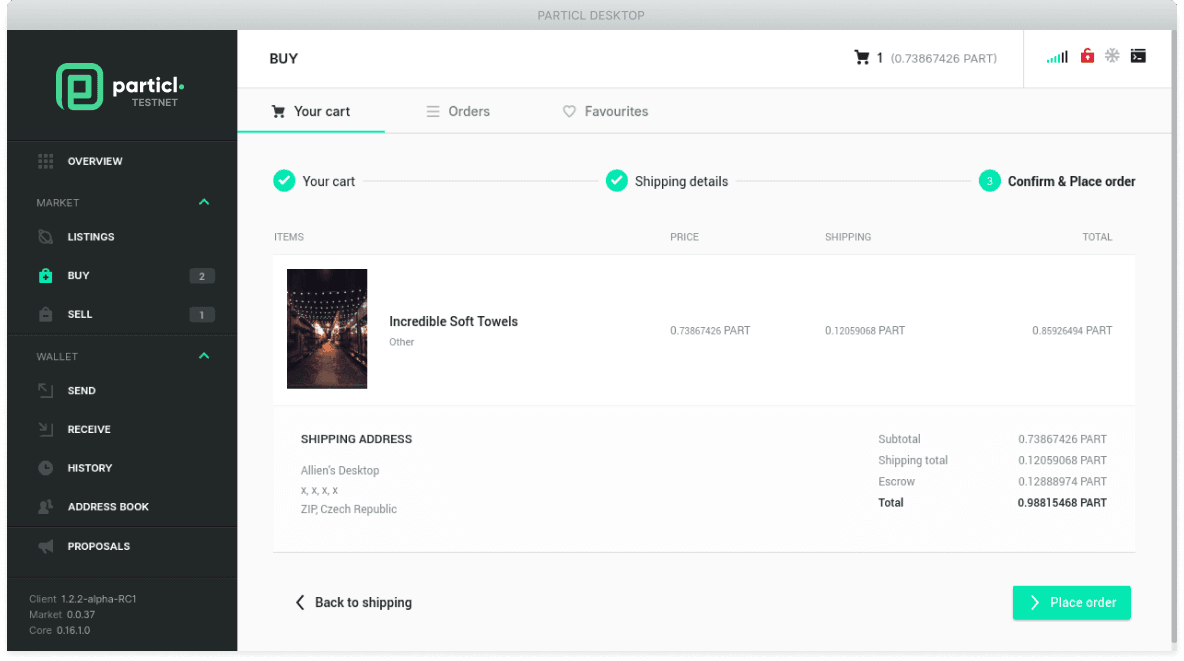 PARTICL DESKTOP
particl
TESTNET
OVERVIEW
MARKET
LISTINGS
BUY 2
SELL 1
WALLET
SEND
RECEIVE
HISTORY
ADDRESS BOOK
PROPOSALS
Client 1.2.2-alpha-RC1
Market 0.0.37
Core 0.16.1.0
BUY
1 (0.73867426 PART)
Your cart Orders Favourites
Your cart Shipping details 3 Confirm & Place order
ITEMS PRICE SHIPPING TOTAL
Incredible Soft Towels
Other
0.73867426 PART 0.12059068 PART 0.85926494 PART
SHIPPING ADDRESS
Allien's Desktop
x, x, x, x
ZIP, Czech Republic
Subtotal 0.73867426 PART
Shipping total 0.12059068 PART
Escrow 0.12888974 PART
Total 0.98815468 PART
Back to shipping
Place order